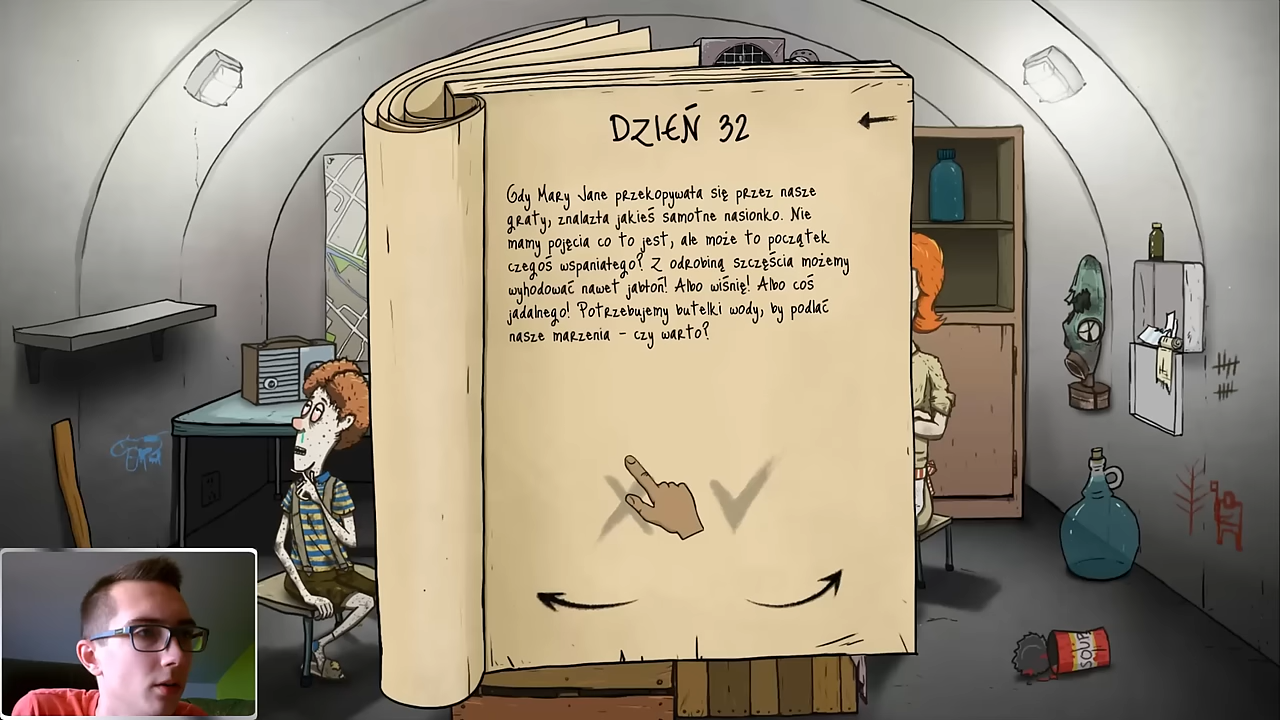 DZIEŃ 32
Gdy Mary Jane przekopywała się przez nasze
graty, znalazła jakieś samotne nasionko. Nie
mamy pojęcia co to jest, ale może to początek
czegoś wspaniałego? Z odrobiną szczęścia możemy
wyhodować nawet jabłoń! Albo wiśnię! Albo coś
jadalnego! Potrzebujemy butelki wody, by podlać
nasze marzenia – czy warto?
SOUP